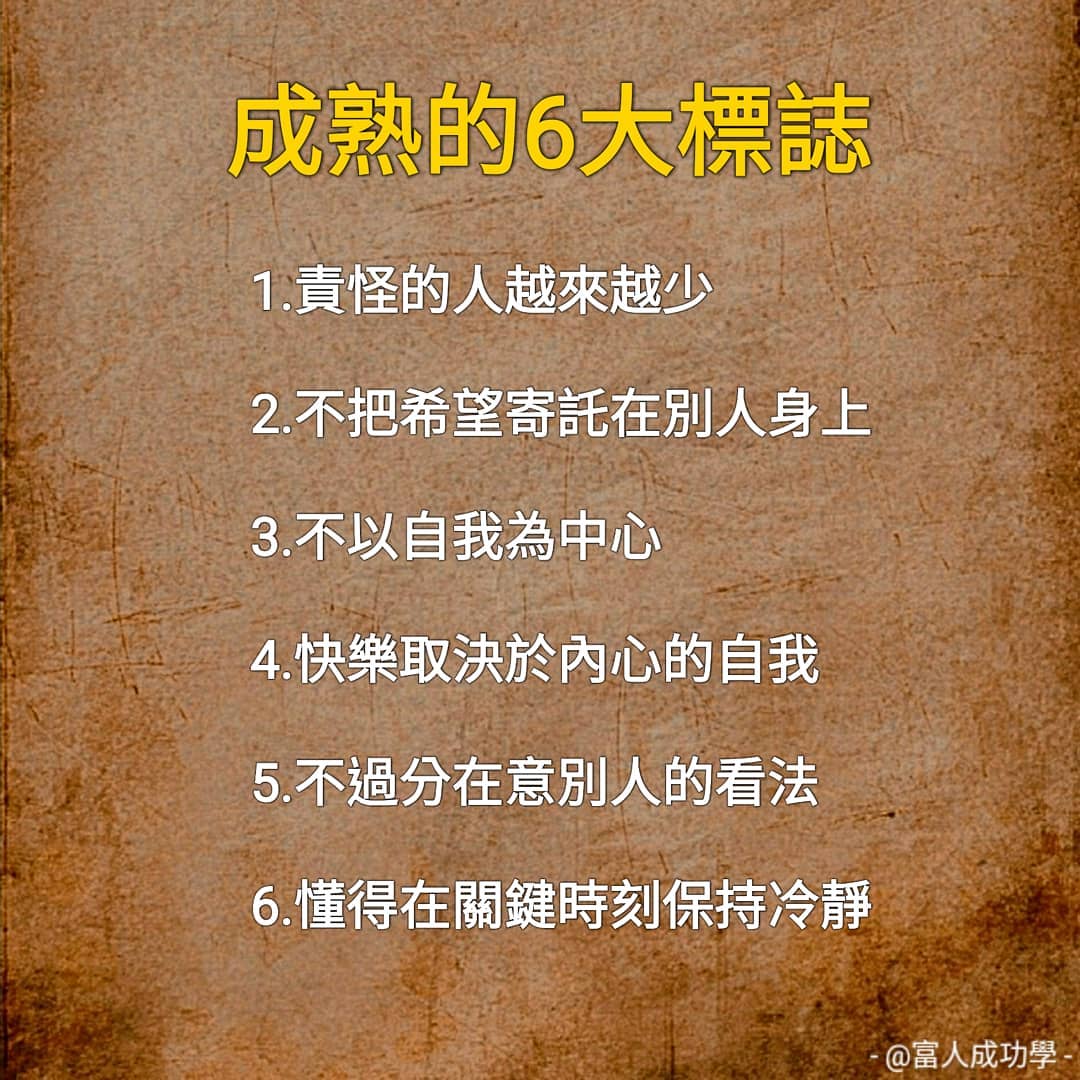 成熟的6大標誌
1.責怪的人越來越少
2.不把希望寄託在別人身上
3.不以自我為中心
4.快樂取決於內心的自我
5.不過分在意別人的看法
6.懂得在關鍵時刻保持冷靜
- @富人成功學 -